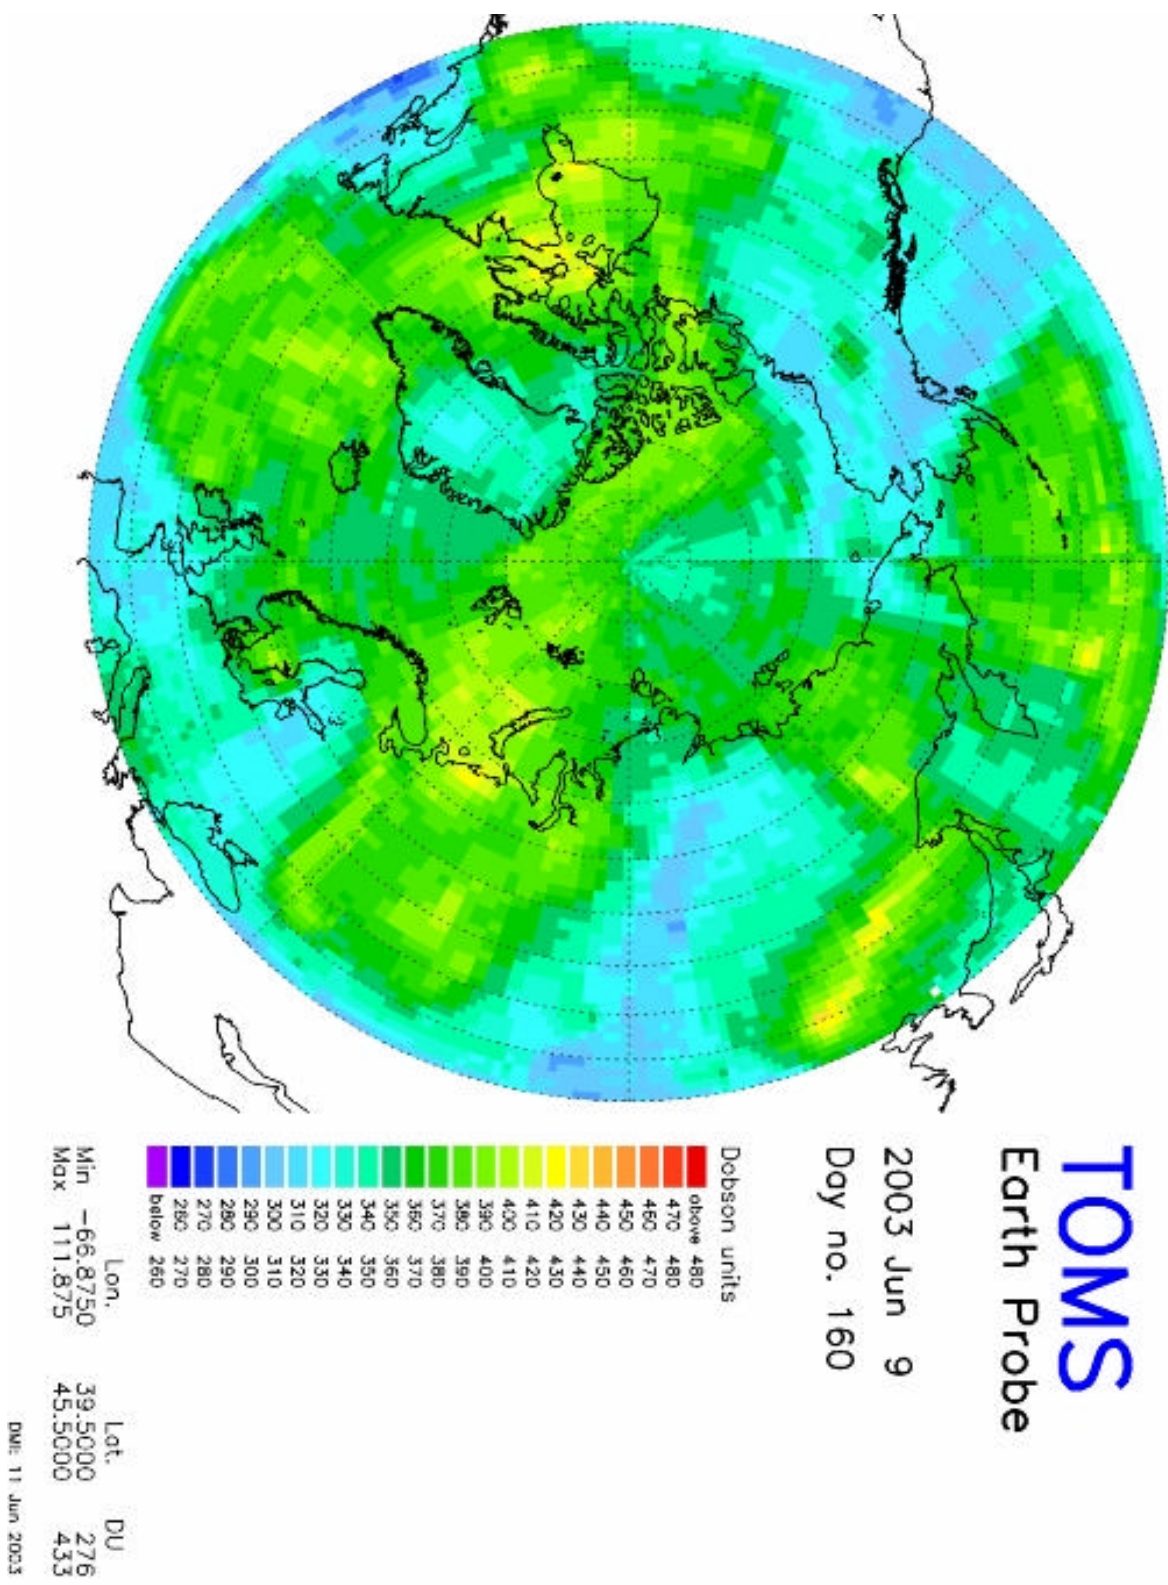 TOMS
Earth Probe
2003 Jun 9
Day no. 160
Dobson units
above 480
470 480
460 470
450 460
440 450
430 440
420 430
410 420
400 410
390 400
380 390
370 380
360 370
350 360
340 350
330 340
320 330
310 320
300 310
290 300
280 290
270 280
260 270
below 260
Lon. Lat. DU
Min -66.8750 39.5000 276
Max 111.875 45.5000 433
DMI: 11 Jun 2003